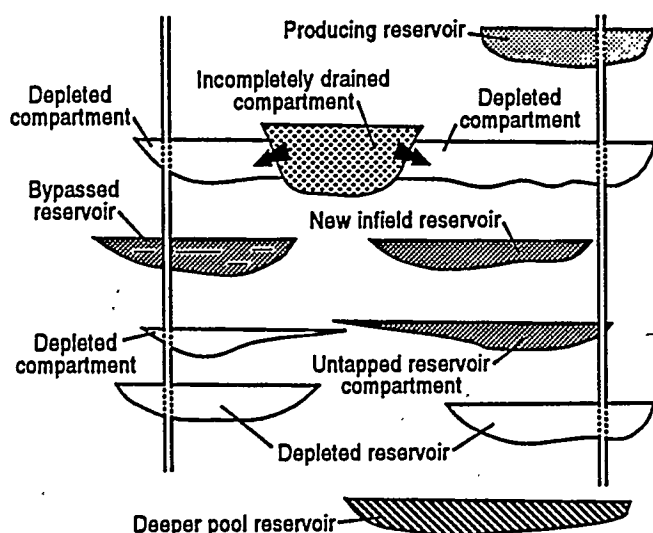 Producing reservoir
Incompletely drained
compartment
Depleted
compartment
Depleted
compartment
Bypassed
reservoir
New infield reservoir
Depleted
compartment
Untapped reservoir
compartment
Depleted reservoir
Deeper pool reservoir